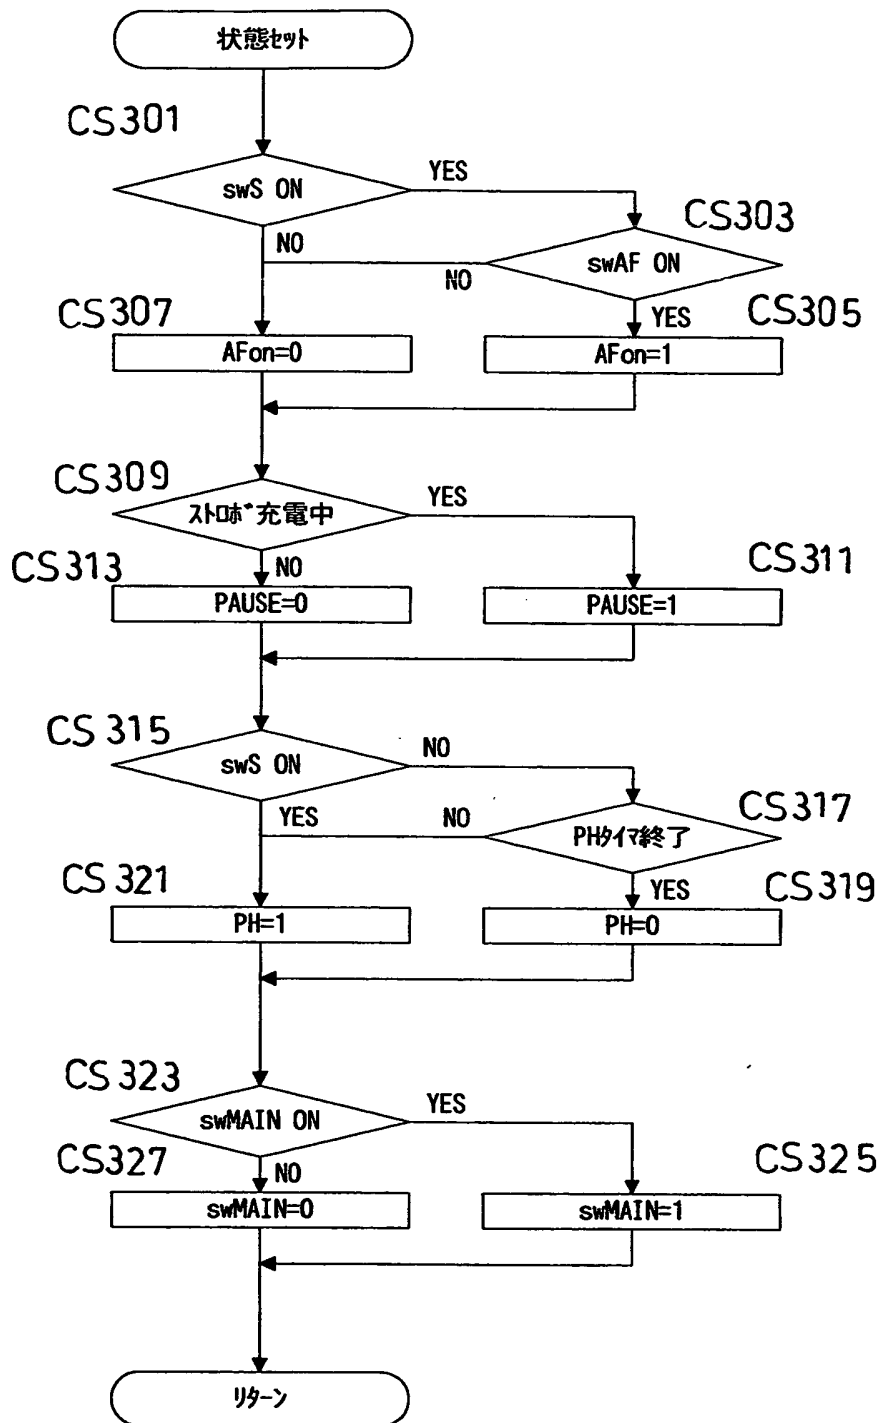 状態ｾｯﾄ
CS301
swS ON
YES
NO
CS303
swAF ON
NO
YES
CS307
AFon=0
CS305
AFon=1
CS309
ｽﾄﾛﾎﾞ充電中
YES
NO
CS313
PAUSE=0
CS311
PAUSE=1
CS315
swS ON
NO
YES
CS317
PHﾀｲﾏ終了
NO
YES
CS321
PH=1
CS319
PH=0
CS323
swMAIN ON
YES
NO
CS327
swMAIN=0
CS325
swMAIN=1
ﾘﾀｰﾝ